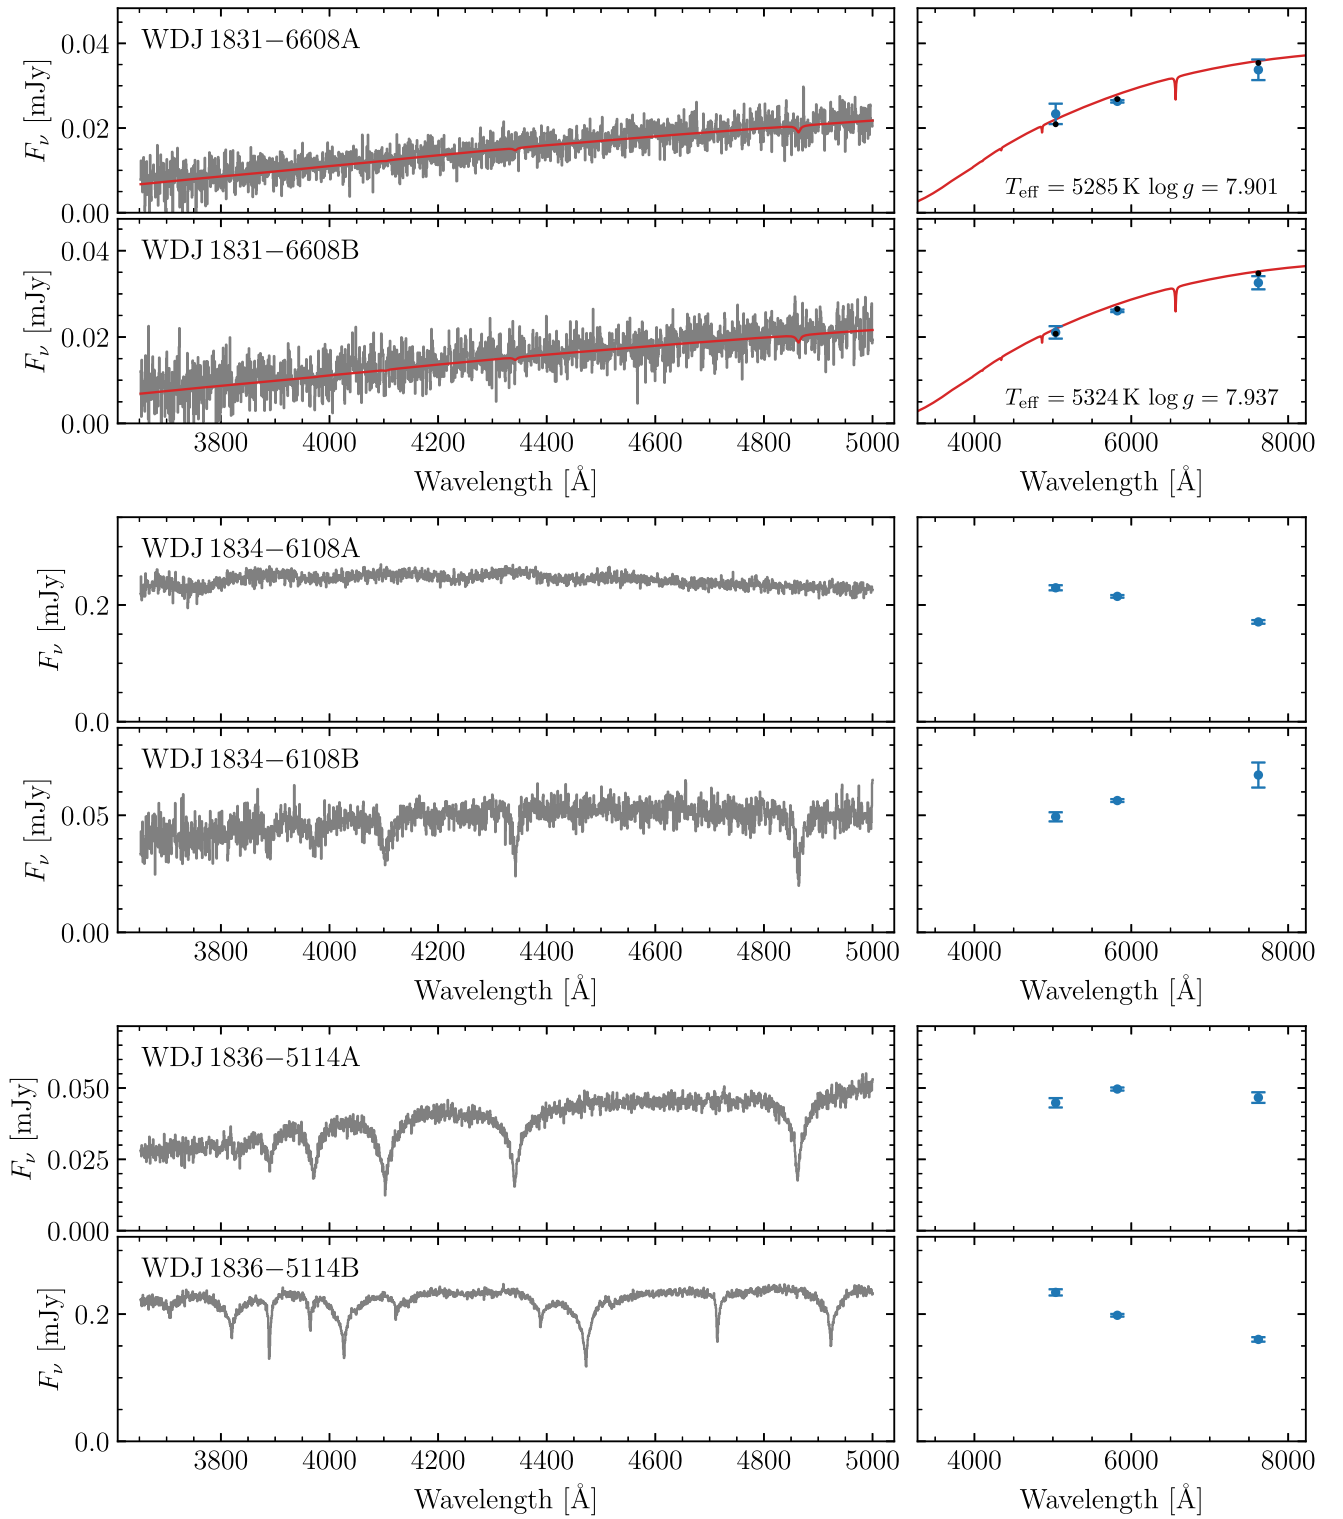 WDJ 1831−6608A
F_ν [mJy]
0.04
0.02
0.00
T_eff = 5285 K log g = 7.901
WDJ 1831−6608B
F_ν [mJy]
0.04
0.02
0.00
T_eff = 5324 K log g = 7.937
3800 4000 4200 4400 4600 4800 5000
4000 6000 8000
Wavelength [Å]
Wavelength [Å]
WDJ 1834−6108A
F_ν [mJy]
0.2
0.0
WDJ 1834−6108B
F_ν [mJy]
0.05
0.00
3800 4000 4200 4400 4600 4800 5000
4000 6000 8000
Wavelength [Å]
Wavelength [Å]
WDJ 1836−5114A
F_ν [mJy]
0.050
0.025
0.000
WDJ 1836−5114B
F_ν [mJy]
0.2
0.0
3800 4000 4200 4400 4600 4800 5000
4000 6000 8000
Wavelength [Å]
Wavelength [Å]